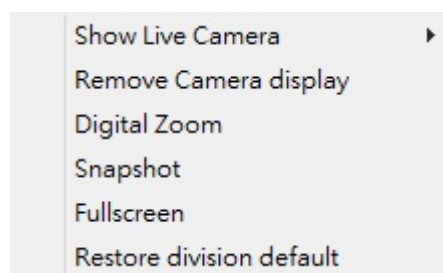 Show Live Camera
Remove Camera display
Digital Zoom
Snapshot
Fullscreen
Restore division default